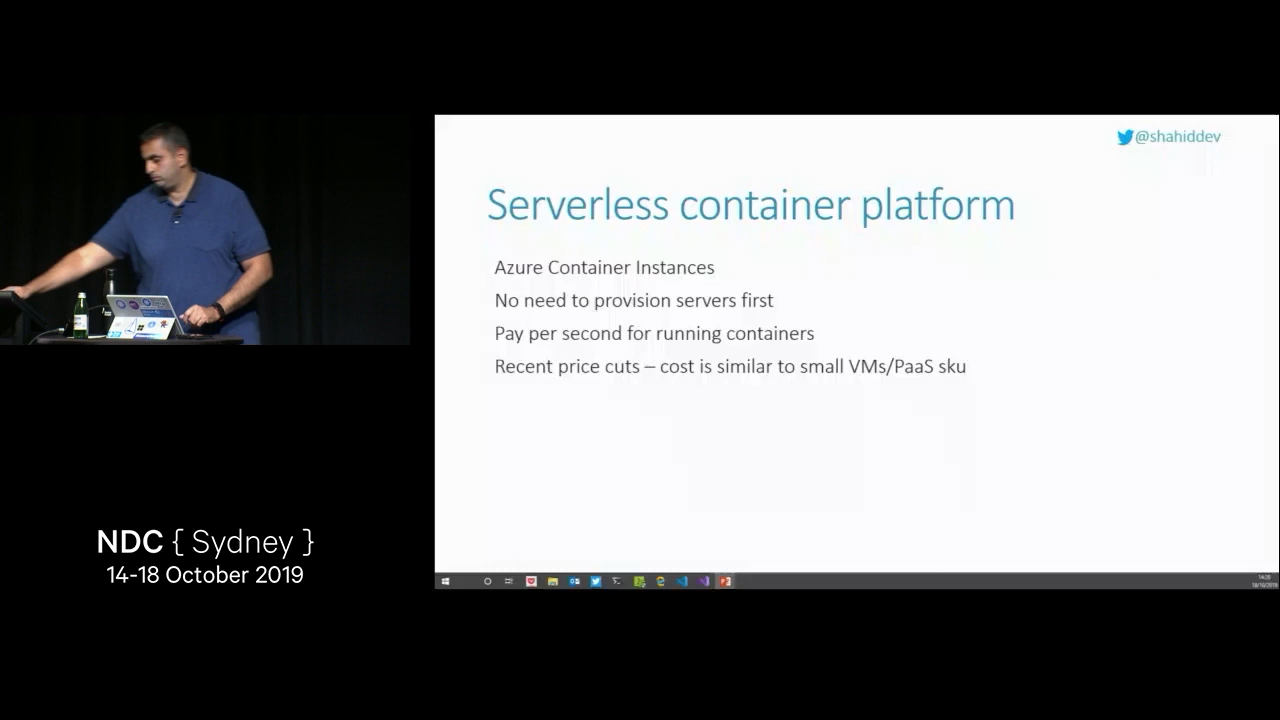 @shahiddev
Serverless container platform
Azure Container Instances
No need to provision servers first
Pay per second for running containers
Recent price cuts – cost is similar to small VMs/PaaS sku
NDC { Sydney }
14-18 October 2019